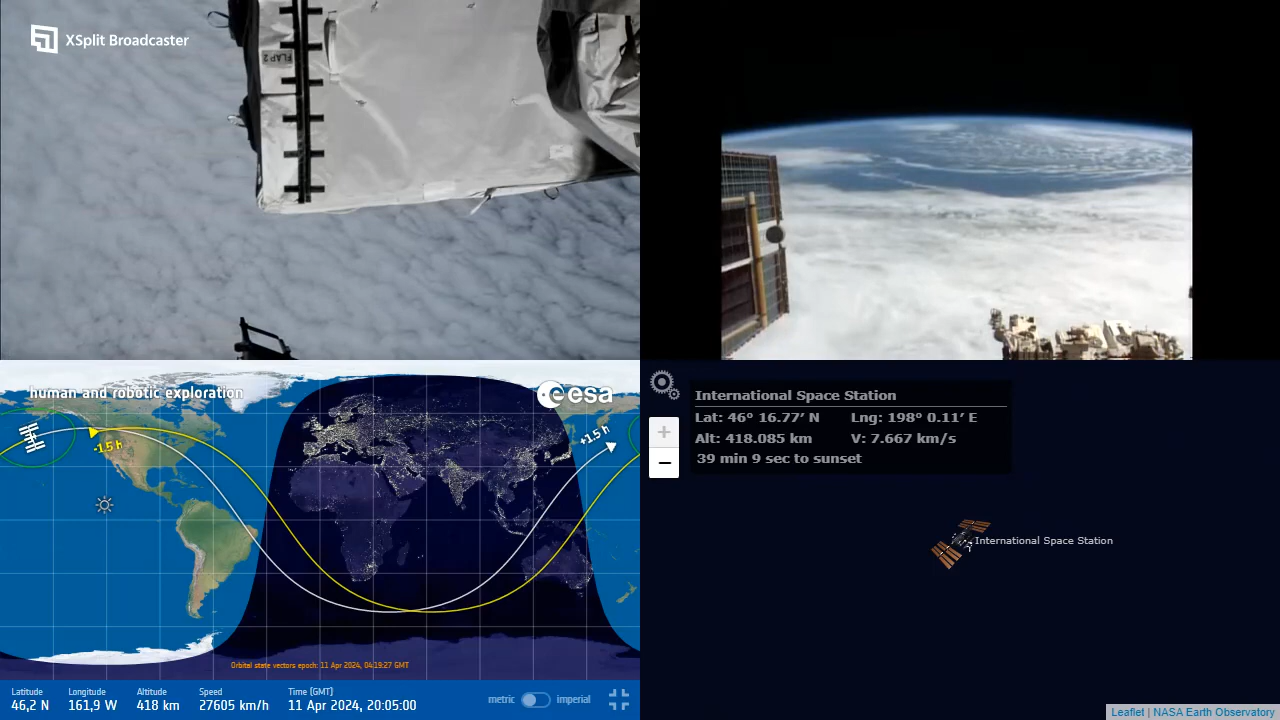 XSplit Broadcaster
FLAP 2
human and robotic exploration
esa
-1.5 h
+1.5 h
Orbital state vectors epoch: 11 Apr 2024, 04:19:27 GMT
Latitude
46,2 N
Longitude
161,9 W
Altitude
418 km
Speed
27605 km/h
Time (GMT)
11 Apr 2024, 20:05:00
metric
imperial
International Space Station
Lat: 46° 16.77′ N Lng: 198° 0.11′ E
Alt: 418.085 km V: 7.667 km/s
39 min 9 sec to sunset
+
−
International Space Station
Leaflet | NASA Earth Observatory